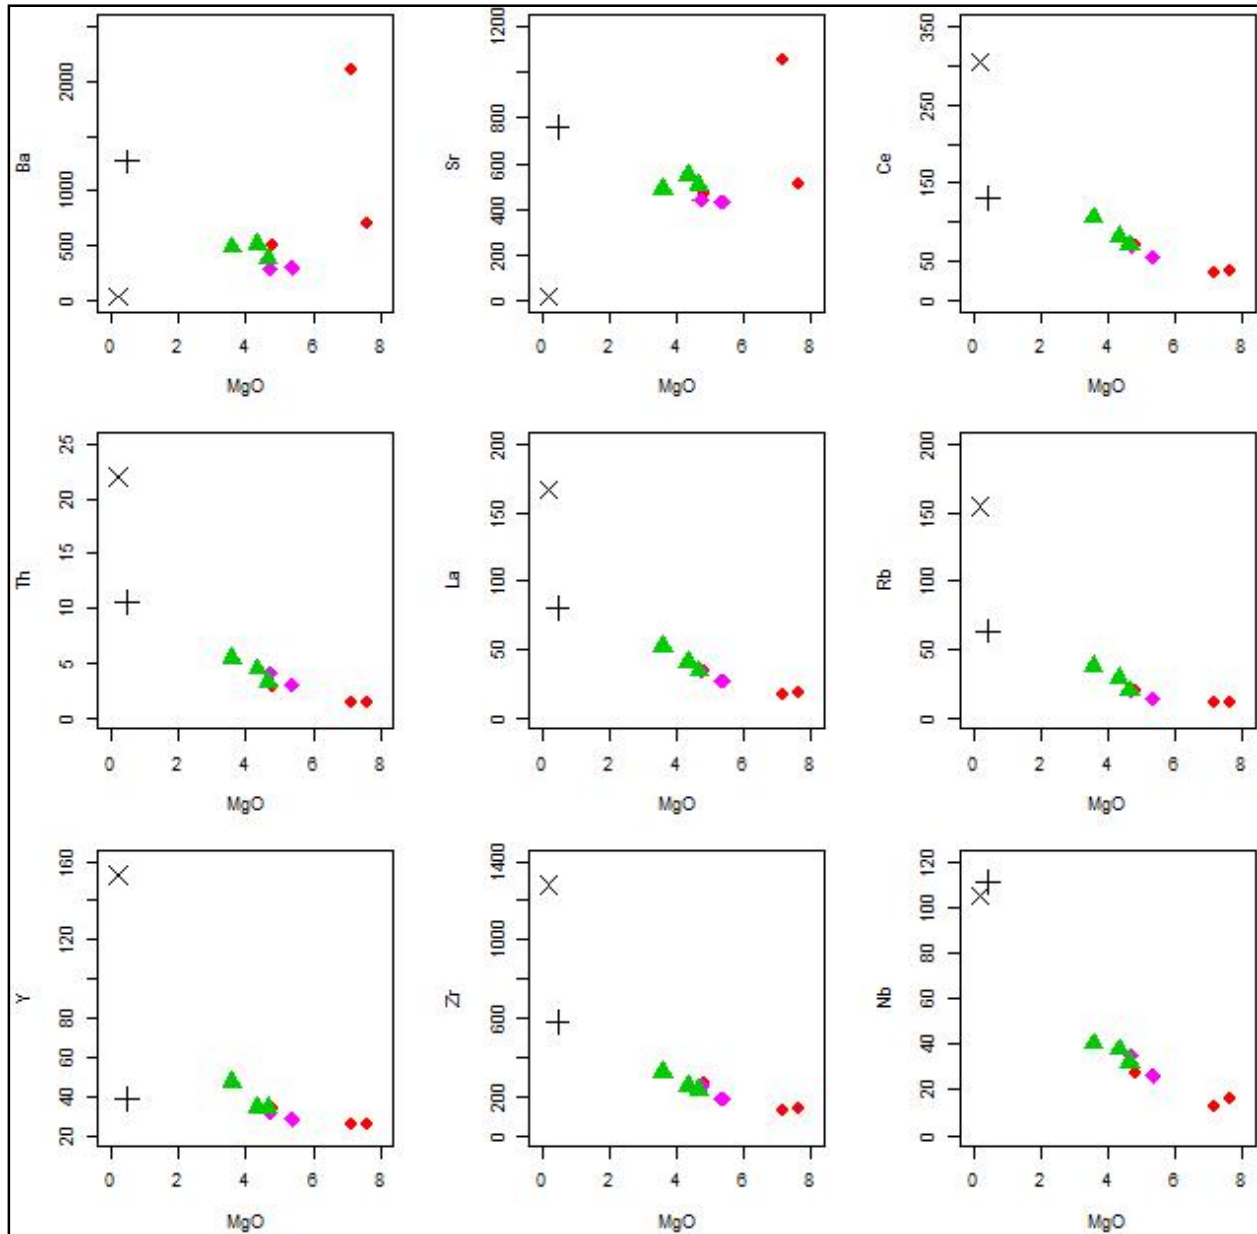 Ba
0 500 1000 2000
0 2 4 6 8
MgO
Sr
0 200 400 600 800 1200
0 2 4 6 8
MgO
Ce
0 50 150 250 350
0 2 4 6 8
MgO
Th
0 5 10 15 20 25
0 2 4 6 8
MgO
La
0 50 100 150 200
0 2 4 6 8
MgO
Rb
0 50 100 150 200
0 2 4 6 8
MgO
Y
20 40 60 80 120 160
0 2 4 6 8
MgO
Zr
0 200 600 1000 1400
0 2 4 6 8
MgO
Nb
0 20 40 60 80 100 120
0 2 4 6 8
MgO